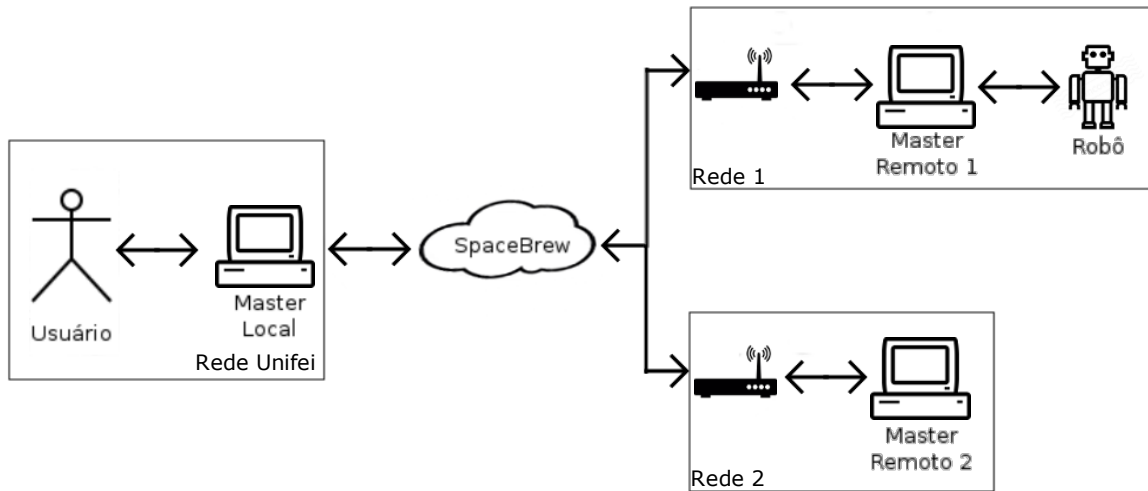 Usuário
Master
Local
Rede Unifei
SpaceBrew
Master
Remoto 1
Robô
Rede 1
Master
Remoto 2
Rede 2